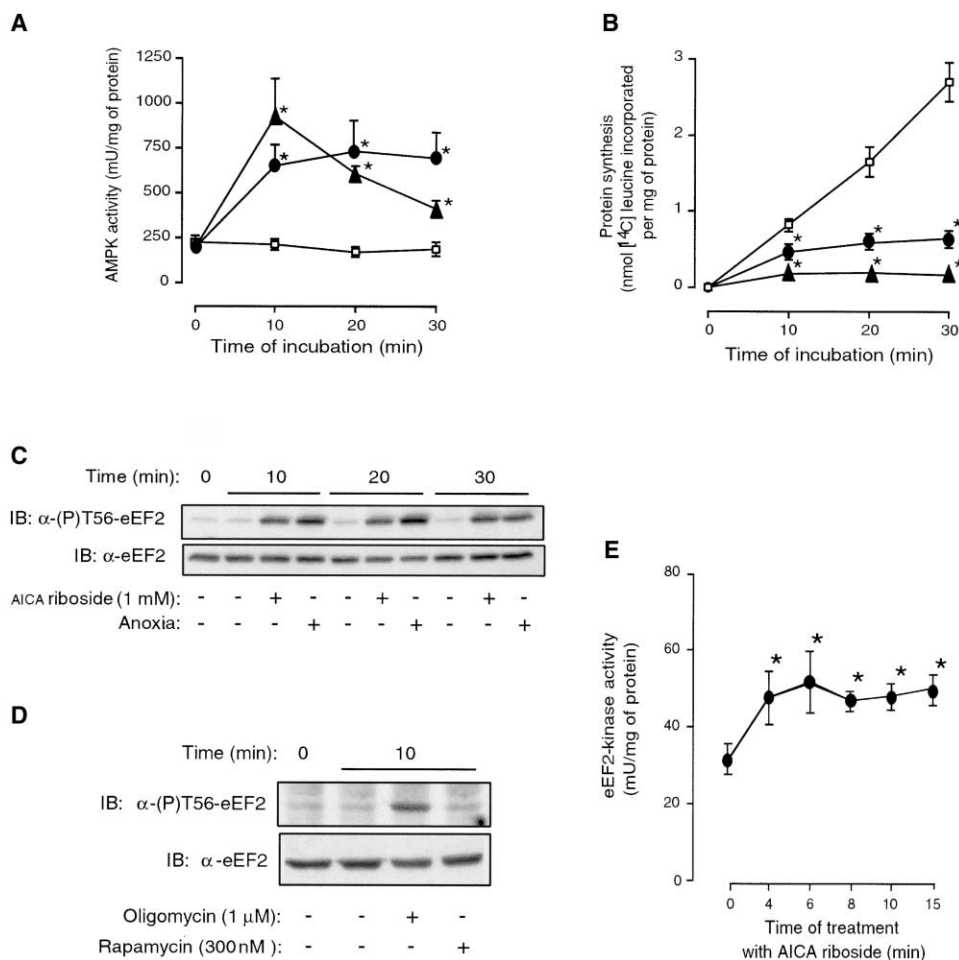 A
AMPK activity (mU/mg of protein)
1250
1000
750
500
250
0
* * * * * *
0 10 20 30
Time of incubation (min)
B
Protein synthesis
(nmol [14C] leucine incorporated
per mg of protein)
3
2
1
0
* * *
* * *
0 10 20 30
Time of incubation (min)
C
Time (min): 0 10 20 30
IB: α-(P)T56-eEF2
IB: α-eEF2
AICA riboside (1 mM): - - + - - + - - + -
Anoxia: - - - + - - + - - +
D
Time (min): 0 10
IB: α-(P)T56-eEF2
IB: α-eEF2
Oligomycin (1 μM) - - + -
Rapamycin (300nM ): - - - +
E
eEF2-kinase activity
(mU/mg of protein)
80
60
40
20
0
* * * * *
0 4 6 8 10 15
Time of treatment
with AICA riboside (min)